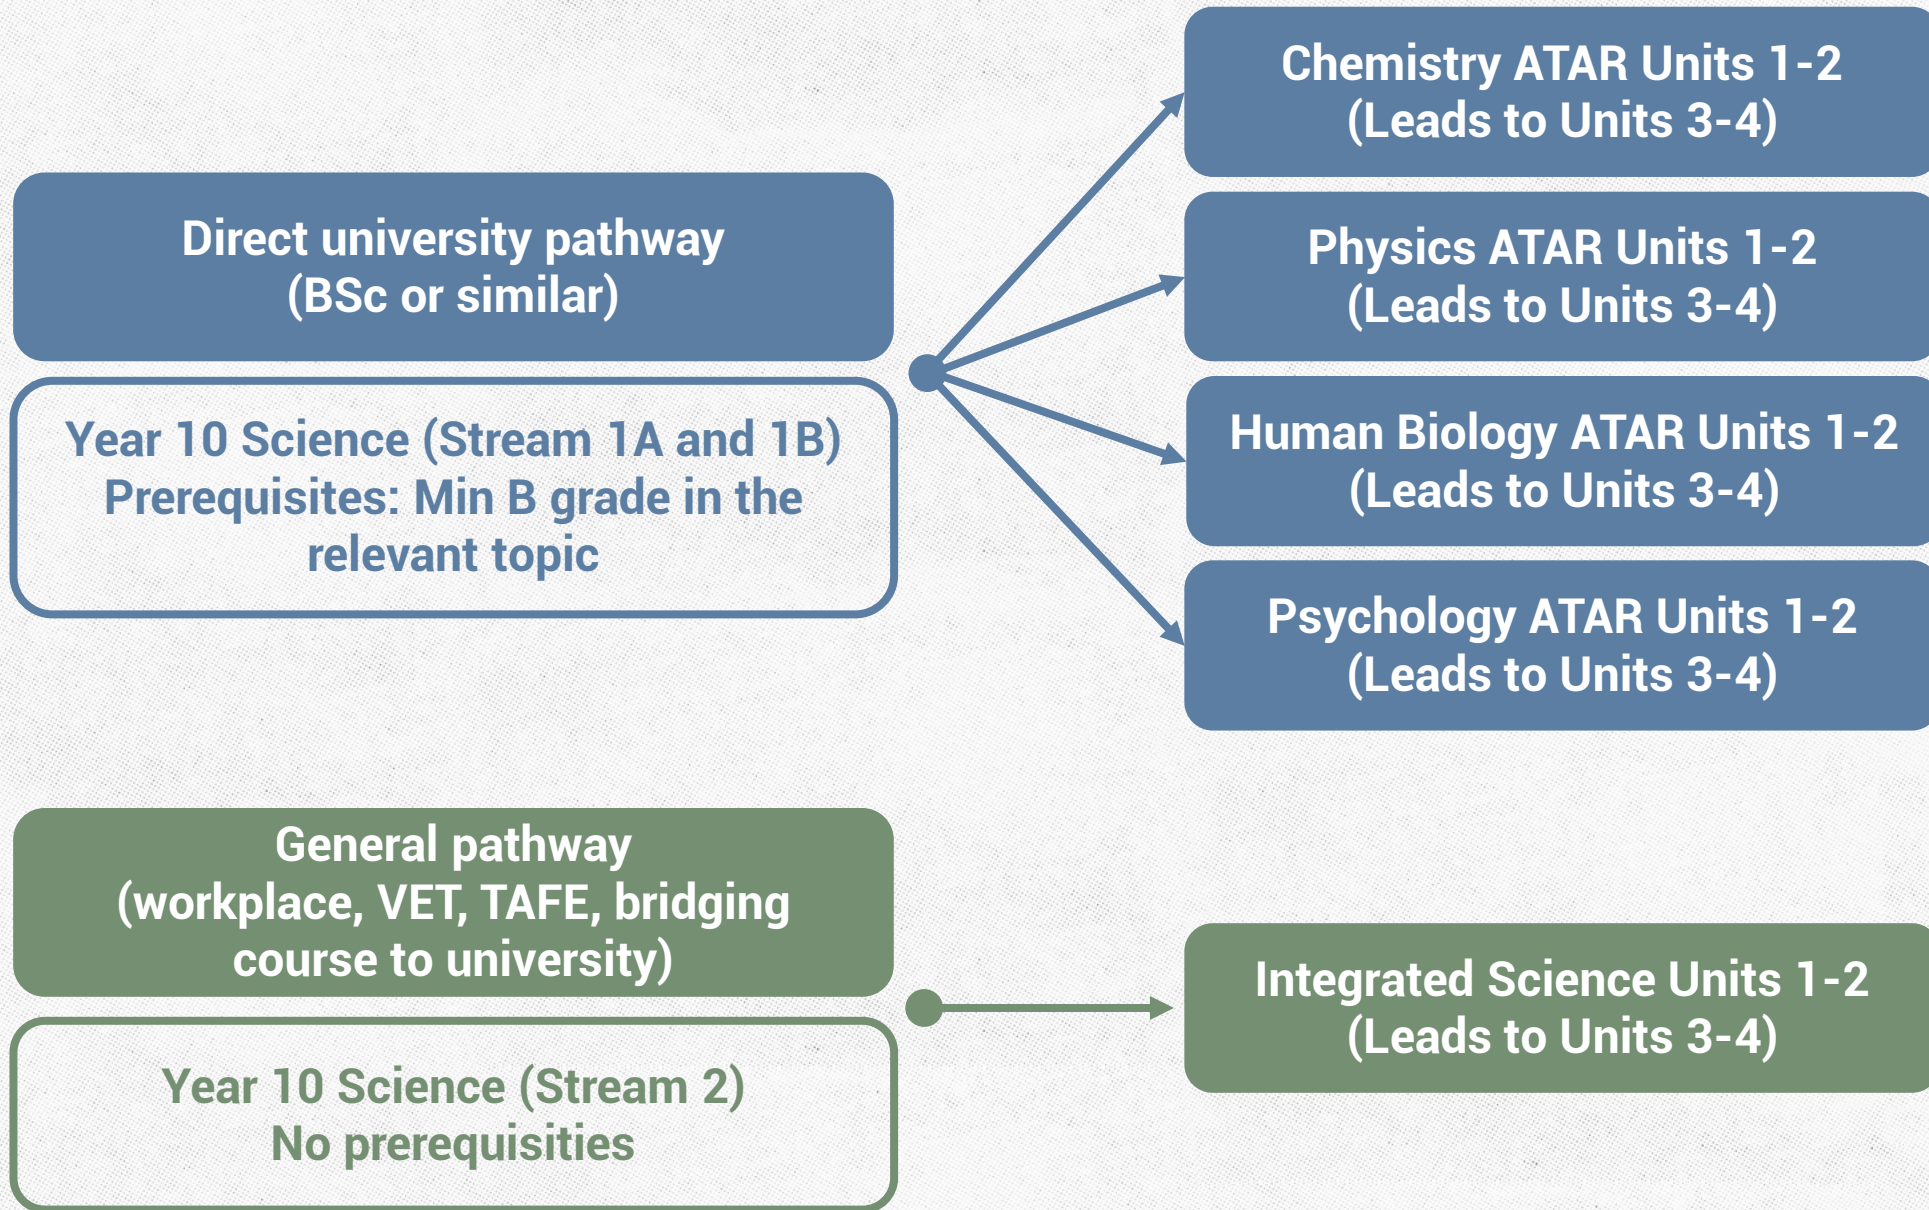 Direct university pathway
(BSc or similar)
Year 10 Science (Stream 1A and 1B)
Prerequisites: Min B grade in the
relevant topic
Chemistry ATAR Units 1-2
(Leads to Units 3-4)
Physics ATAR Units 1-2
(Leads to Units 3-4)
Human Biology ATAR Units 1-2
(Leads to Units 3-4)
Psychology ATAR Units 1-2
(Leads to Units 3-4)
General pathway
(workplace, VET, TAFE, bridging
course to university)
Year 10 Science (Stream 2)
No prerequisities
Integrated Science Units 1-2
(Leads to Units 3-4)